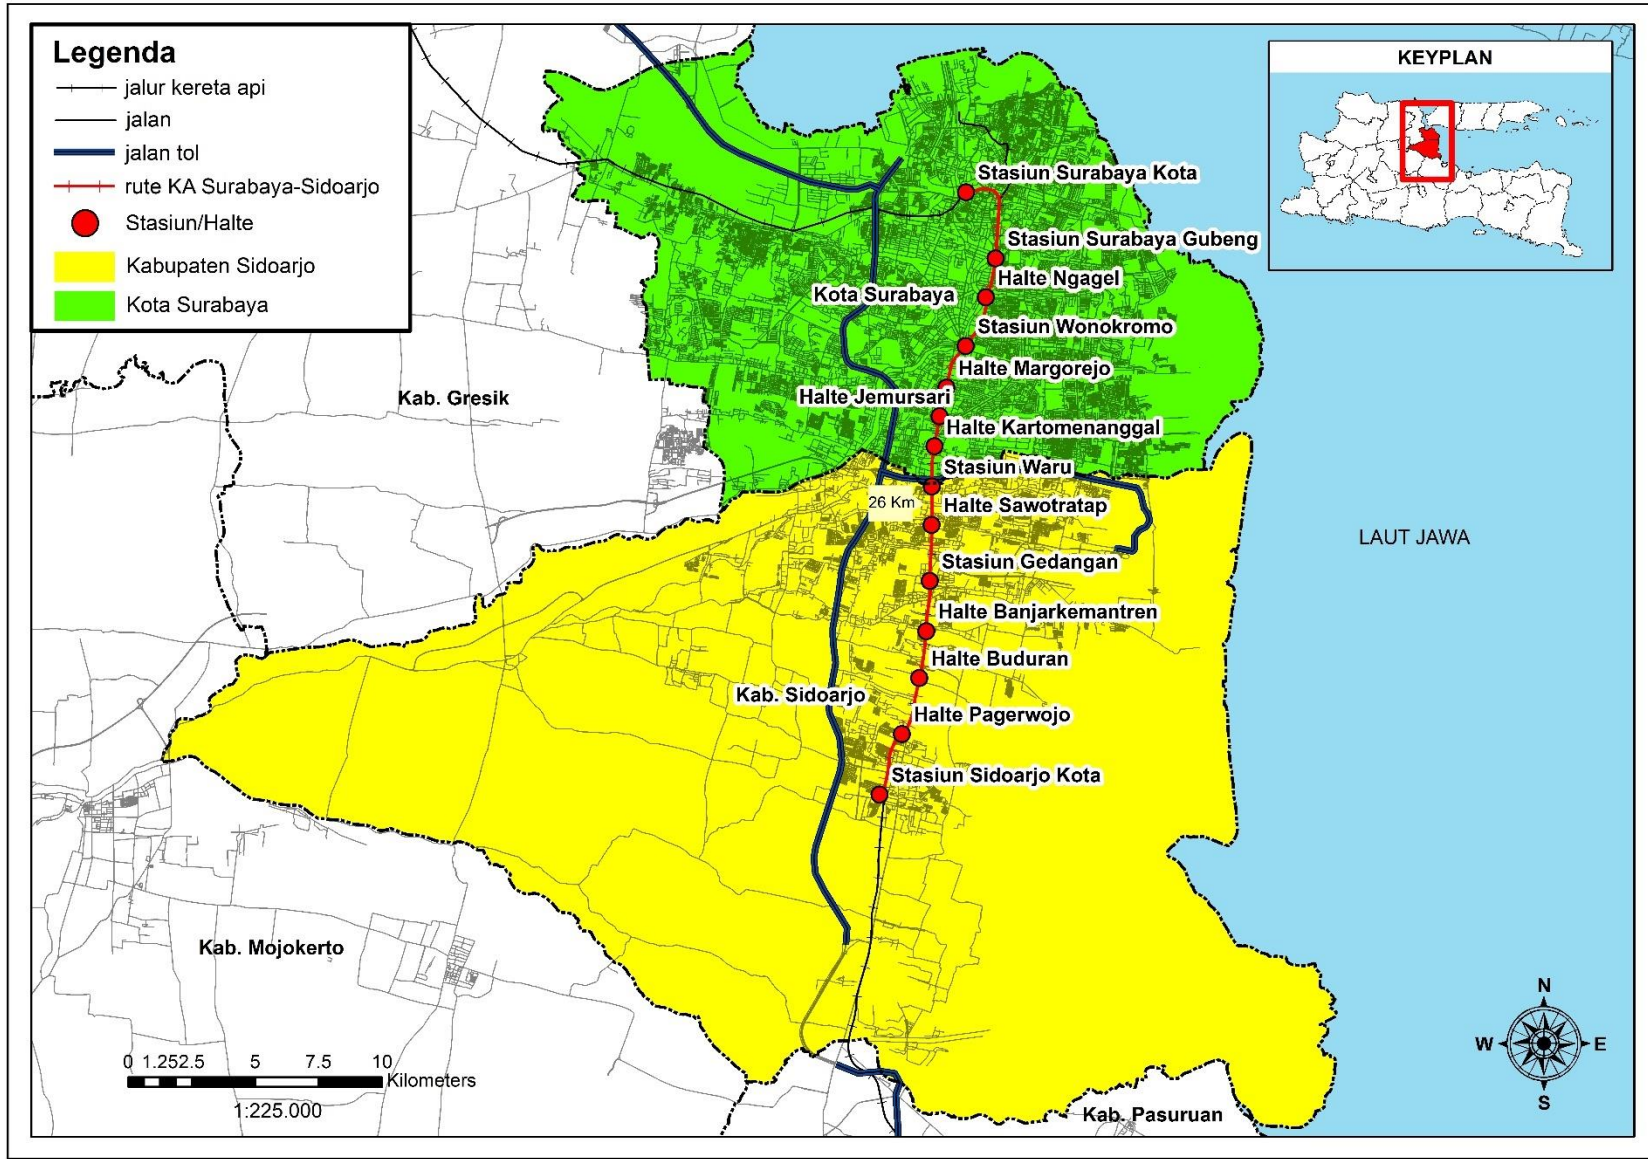 Legenda
jalur kereta api
jalan
jalan tol
rute KA Surabaya-Sidoarjo
Stasiun/Halte
Kabupaten Sidoarjo
Kota Surabaya
KEYPLAN
Stasiun Surabaya Kota
Stasiun Surabaya Gubeng
Halte Ngagel
Kota Surabaya
Stasiun Wonokromo
Halte Margorejo
Kab. Gresik
Halte Jemursari
Halte Kartomenanggal
Stasiun Waru
26 Km
Halte Sawotratap
LAUT JAWA
Stasiun Gedangan
Halte Banjarkemantren
Halte Buduran
Kab. Sidoarjo
Halte Pagerwojo
Stasiun Sidoarjo Kota
Kab. Mojokerto
N
W
E
S
0 1.252.5 5 7.5 10
Kilometers
1:225.000
Kab. Pasuruan